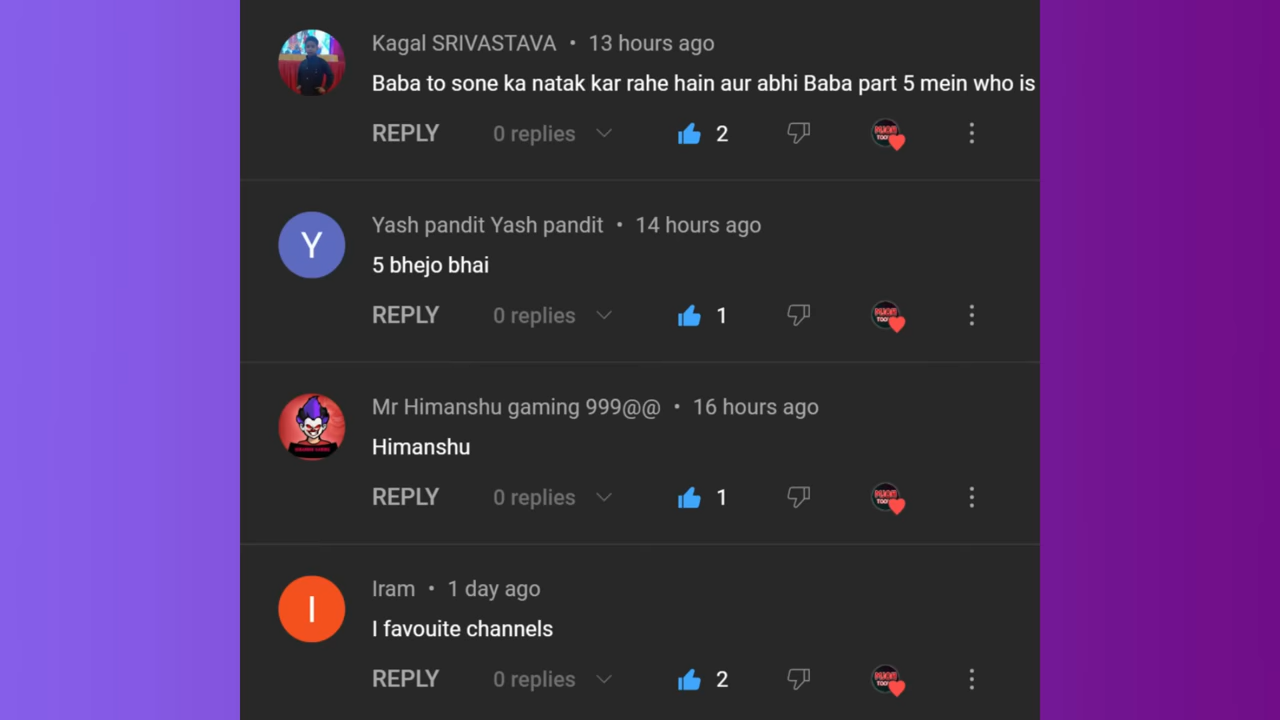 Kagal SRIVASTAVA • 13 hours ago
Baba to sone ka natak kar rahe hain aur abhi Baba part 5 mein who is
REPLY 0 replies 2
Y
Yash pandit Yash pandit • 14 hours ago
5 bhejo bhai
REPLY 0 replies 1
Mr Himanshu gaming 999@@ • 16 hours ago
Himanshu
REPLY 0 replies 1
I
Iram • 1 day ago
I favouite channels
REPLY 0 replies 2